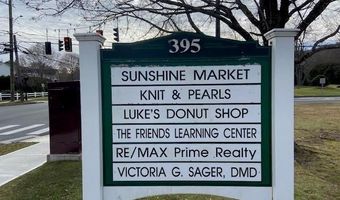 395
SUNSHINE MARKET
KNIT & PEARLS
LUKE'S DONUT SHOP
THE FRIENDS LEARNING CENTER
RE/MAX Prime Realty
VICTORIA G. SAGER, DMD